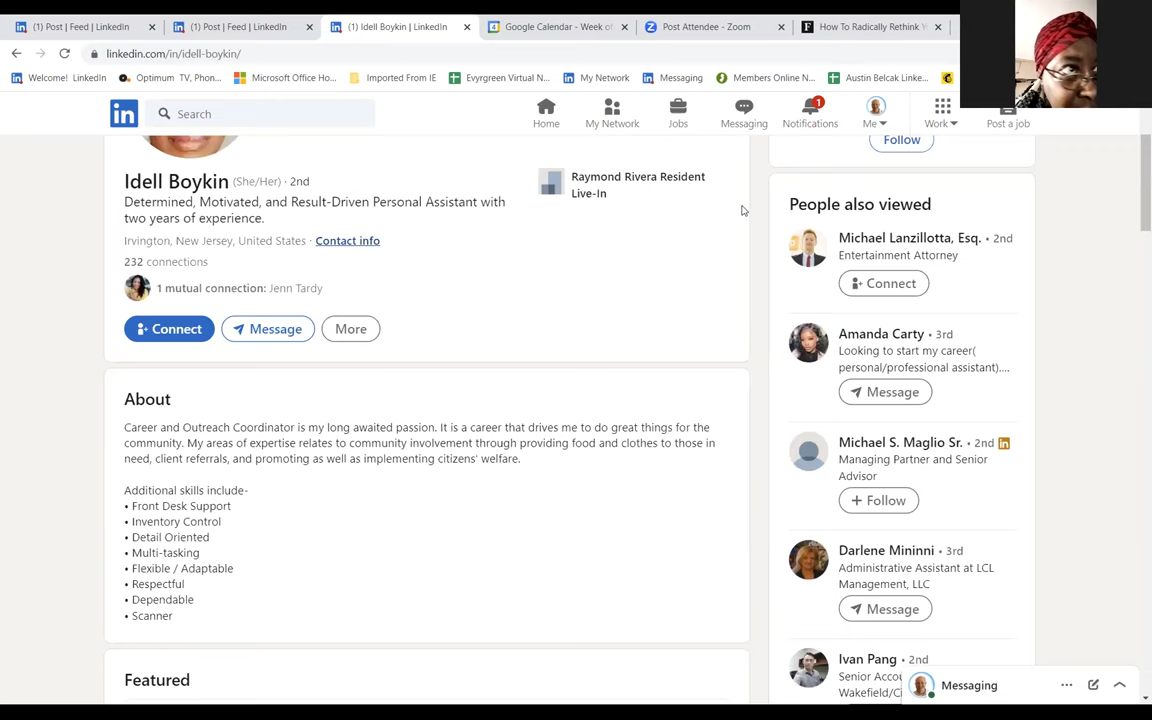 (1) Post | Feed | LinkedIn
(1) Post | Feed | LinkedIn
(1) Idell Boykin | LinkedIn
Google Calendar - Week of
Post Attendee - Zoom
How To Radically Rethink
linkedin.com/in/idell-boykin/
Welcome! LinkedIn
Optimum TV, Phon...
Microsoft Office Ho...
Imported From IE
Evyrgreen Virtual N...
My Network
Messaging
Members Online N...
Austin Belcak Linke...
in
Search
Home
My Network
Jobs
Messaging
1
Notifications
Me
Work
Post a job
Idell Boykin (She/Her) · 2nd
Determined, Motivated, and Result-Driven Personal Assistant with
two years of experience.
Irvington, New Jersey, United States · Contact info
232 connections
1 mutual connection: Jenn Tardy
Connect
Message
More
Raymond Rivera Resident
Live-In
About
Career and Outreach Coordinator is my long awaited passion. It is a career that drives me to do great things for the
community. My areas of expertise relates to community involvement through providing food and clothes to those in
need, client referrals, and promoting as well as implementing citizens' welfare.
Additional skills include-
• Front Desk Support
• Inventory Control
• Detail Oriented
• Multi-tasking
• Flexible / Adaptable
• Respectful
• Dependable
• Scanner
Featured
Follow
People also viewed
Michael Lanzillotta, Esq. • 2nd
Entertainment Attorney
Connect
Amanda Carty • 3rd
Looking to start my career(
personal/professional assistant)....
Message
Michael S. Maglio Sr. • 2nd in
Managing Partner and Senior
Advisor
+ Follow
Darlene Mininni • 3rd
Administrative Assistant at LCL
Management, LLC
Message
Ivan Pang • 2nd
Senior Acco
Wakefield/C
Messaging